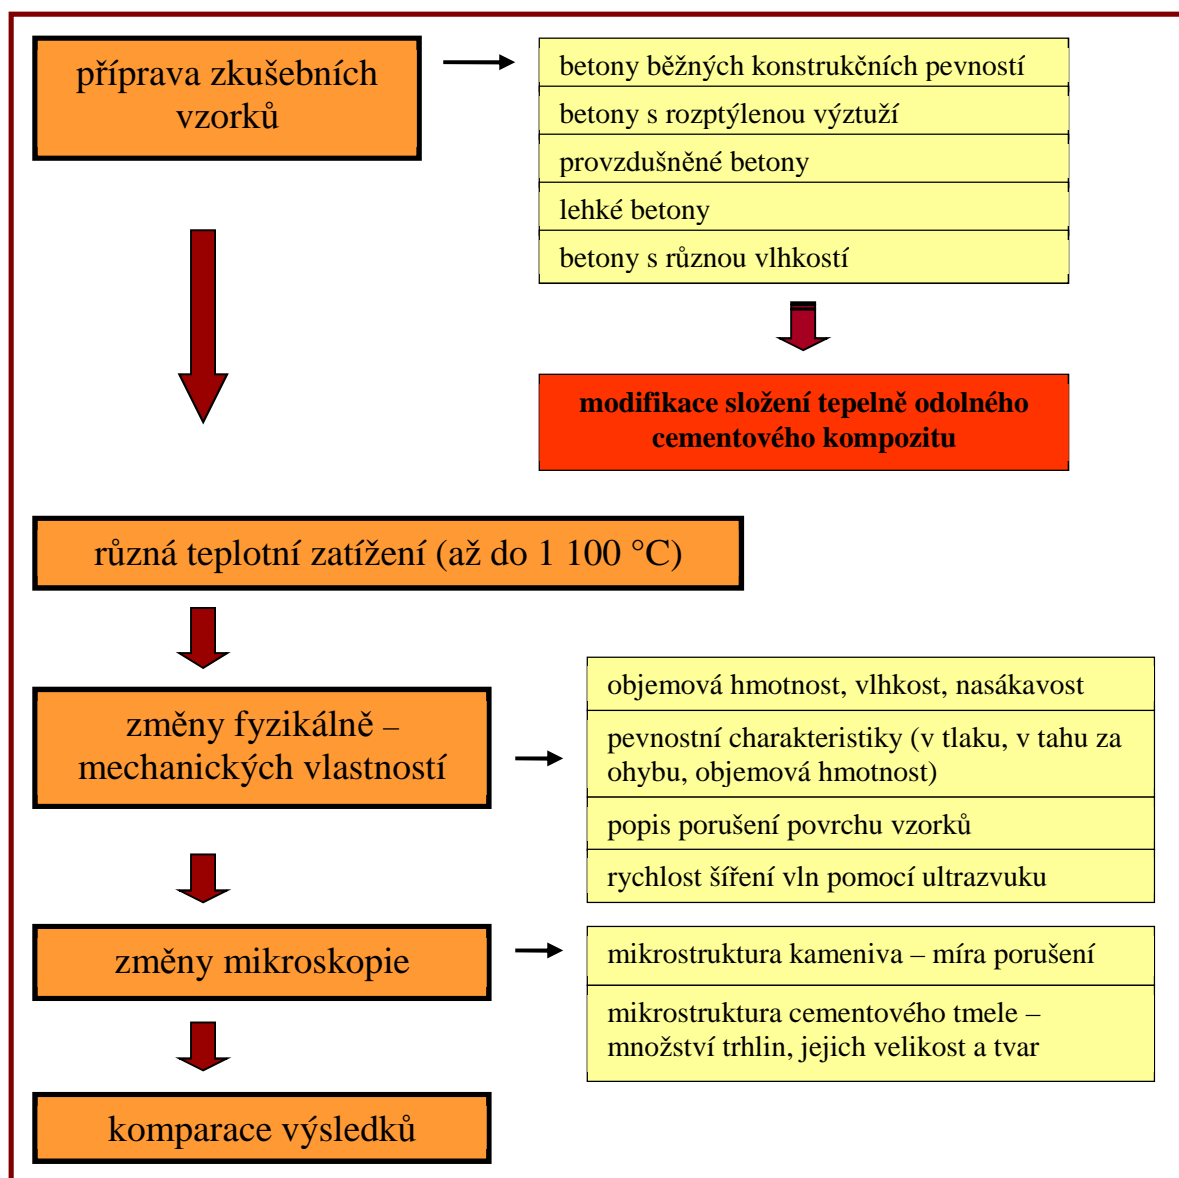 příprava zkušebních
vzorků
betony běžných konstrukčních pevností
betony s rozptýlenou výztuží
provzdušněné betony
lehké betony
betony s různou vlhkostí
modifikace složení tepelně odolného
cementového kompozitu
různá teplotní zatížení (až do 1 100 °C)
změny fyzikálně –
mechanických vlastností
objemová hmotnost, vlhkost, nasákavost
pevnostní charakteristiky (v tlaku, v tahu za
ohybu, objemová hmotnost)
popis porušení povrchu vzorků
rychlost šíření vln pomocí ultrazvuku
změny mikroskopie
mikrostruktura kameniva – míra porušení
mikrostruktura cementového tmele –
množství trhlin, jejich velikost a tvar
komparace výsledků